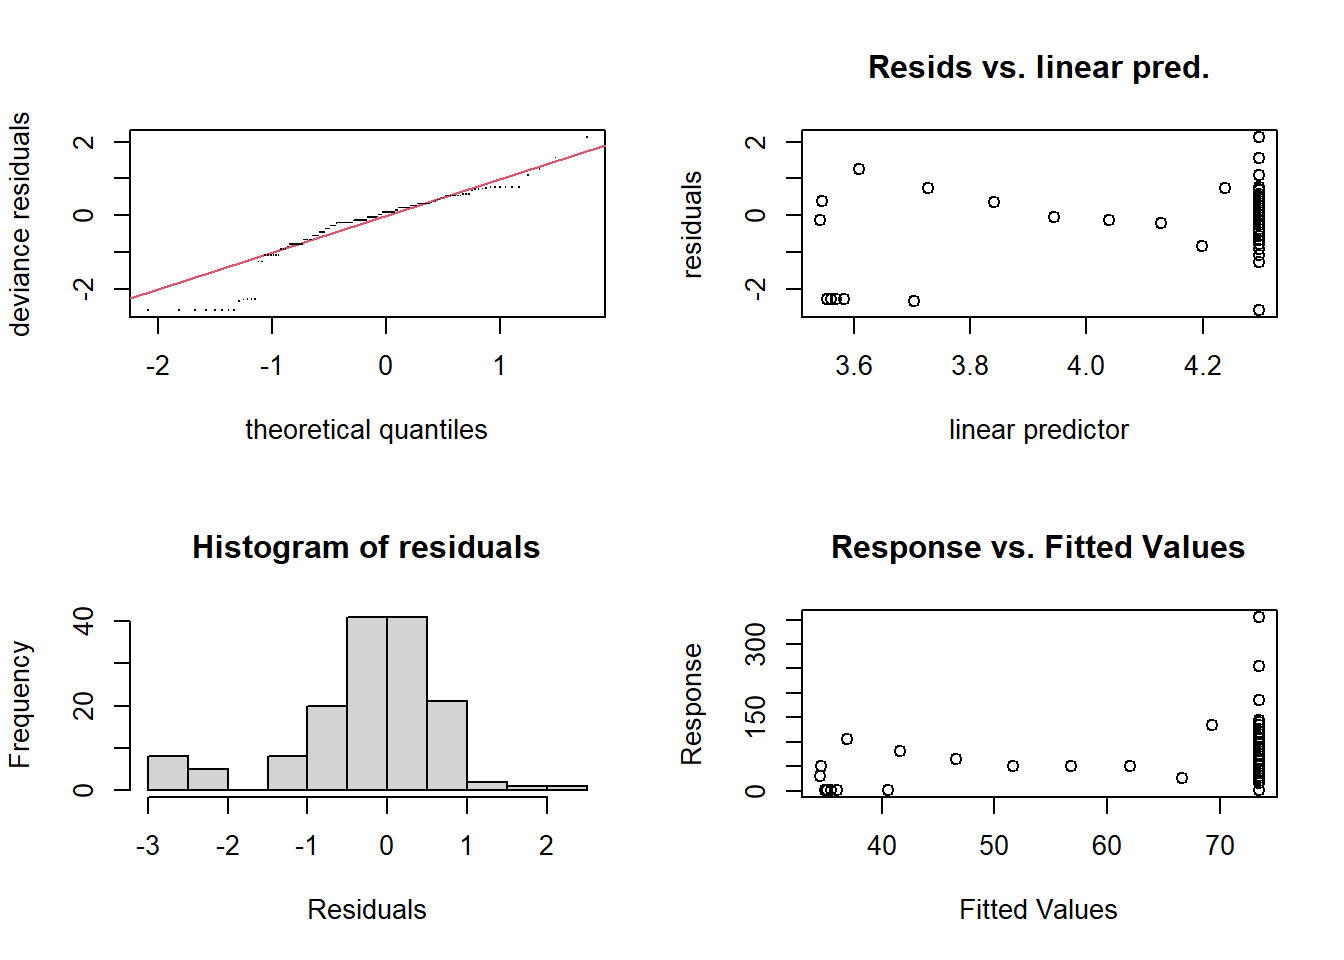 deviance residuals
2
0
-2
-2 -1 0 1
theoretical quantiles
Resids vs. linear pred.
residuals
2
0
-2
3.6 3.8 4.0 4.2
linear predictor
Histogram of residuals
Frequency
40
20
0
-3 -2 -1 0 1 2
Residuals
Response vs. Fitted Values
Response
300
150
0
40 50 60 70
Fitted Values